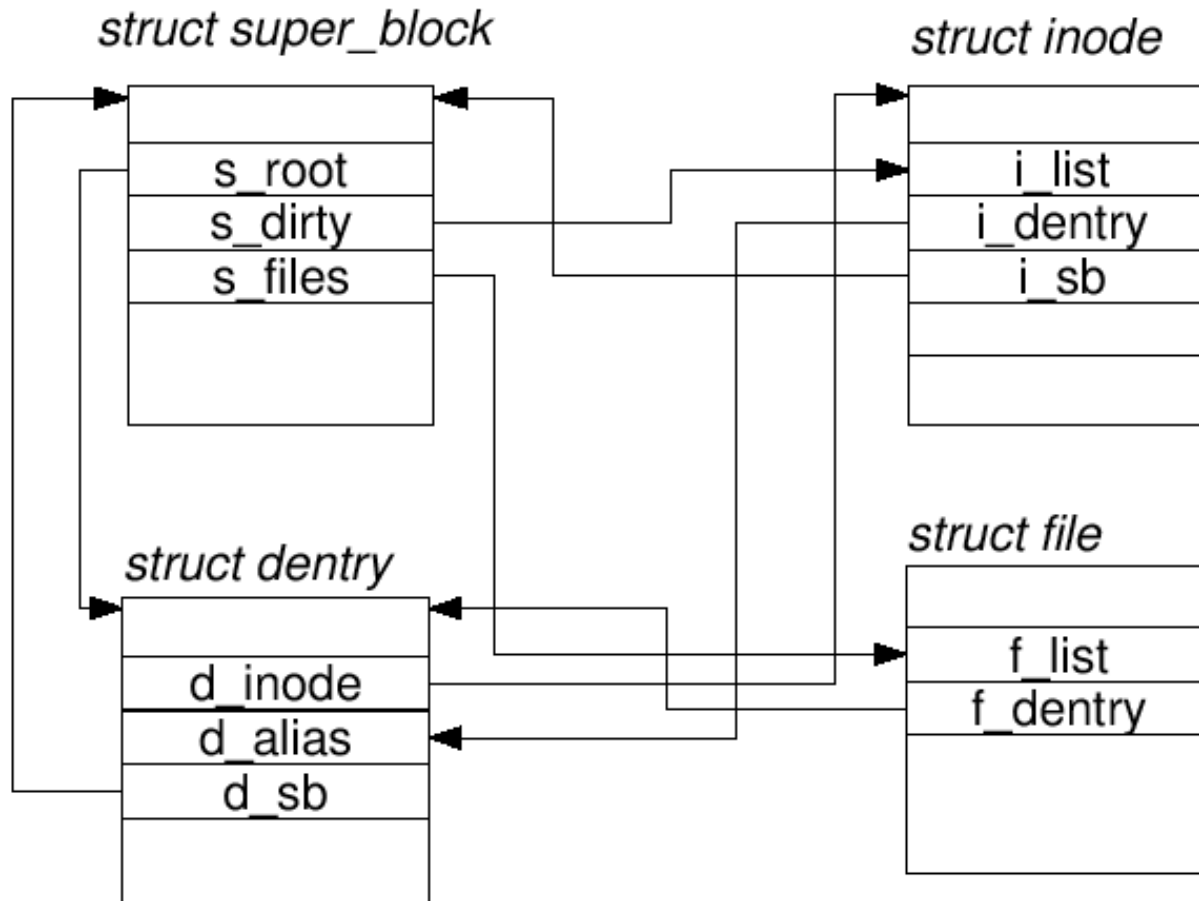 struct super_block
s_root
s_dirty
s_files
struct inode
i_list
i_dentry
i_sb
struct dentry
d_inode
d_alias
d_sb
struct file
f_list
f_dentry